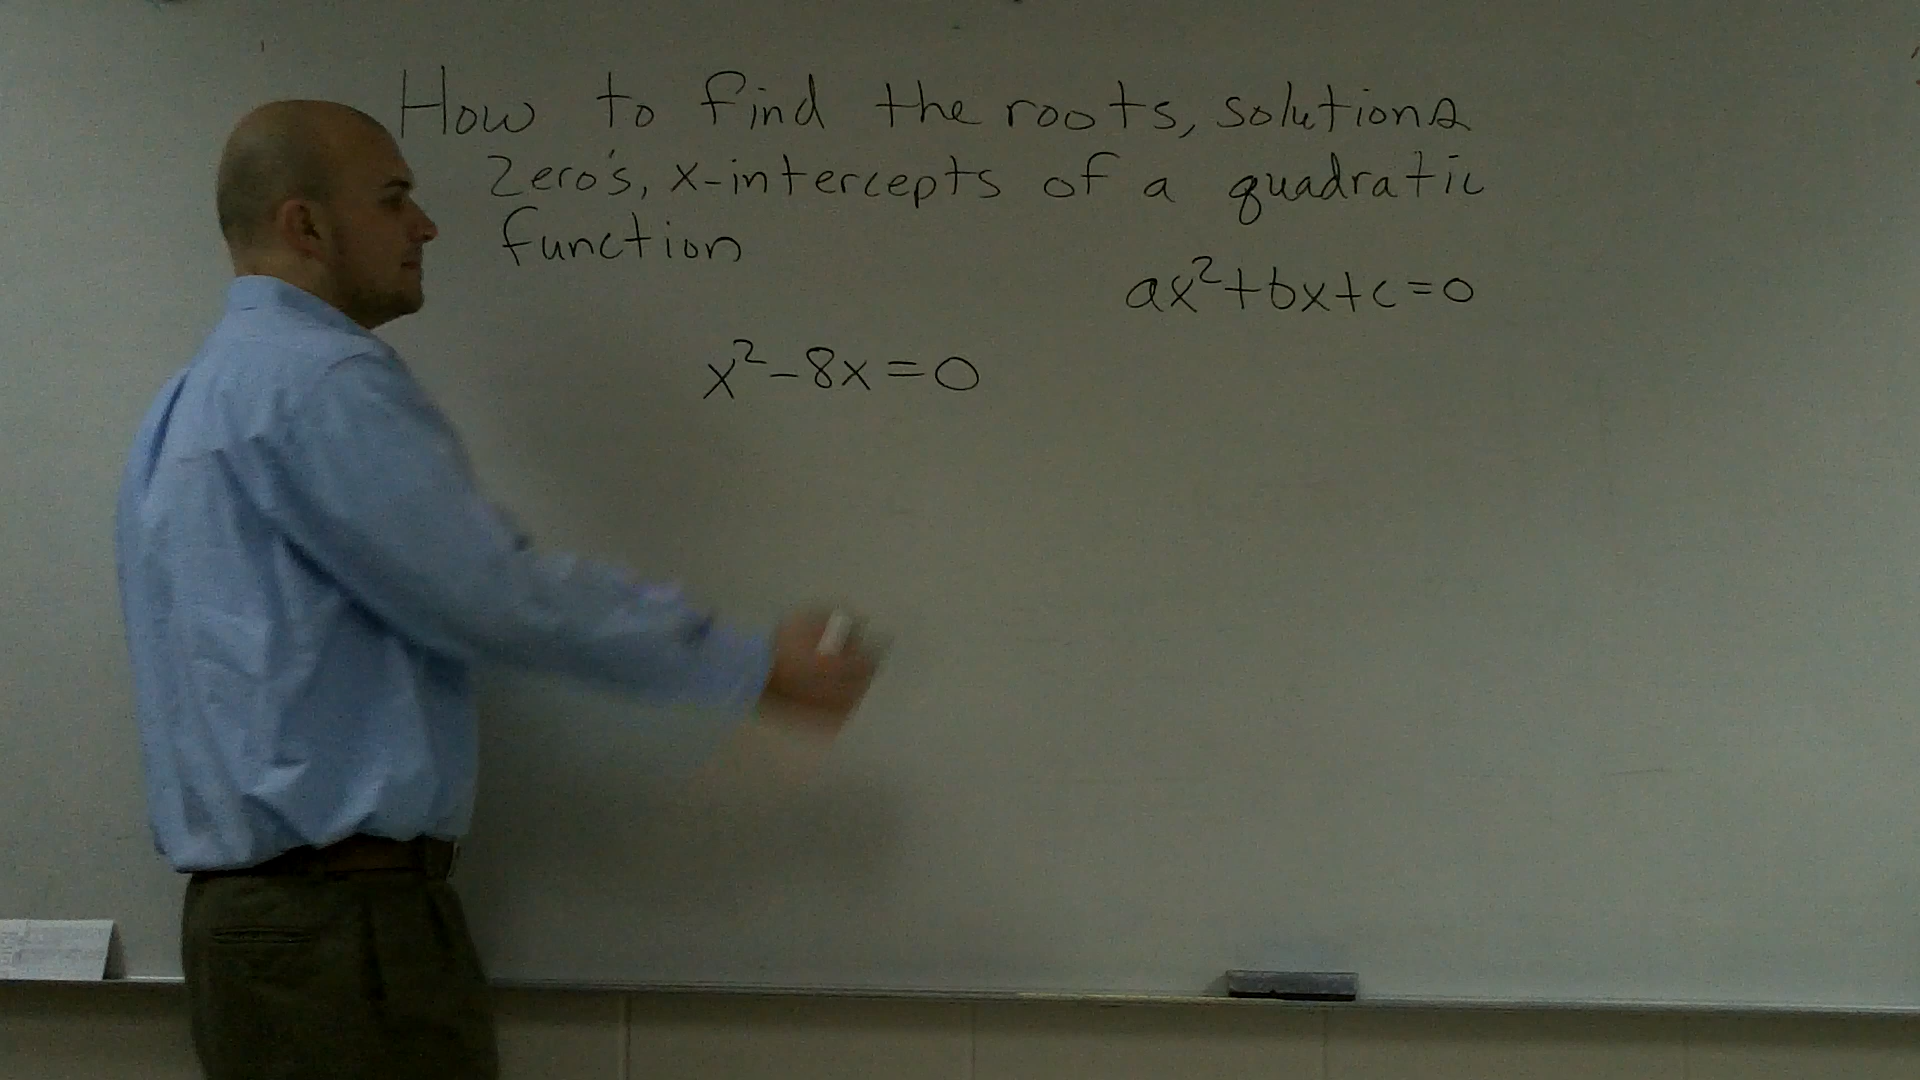 How to find the roots, solutions
Zero's, x-intercepts of a quadratic
function
ax²+bx+c=0
x²-8x=0